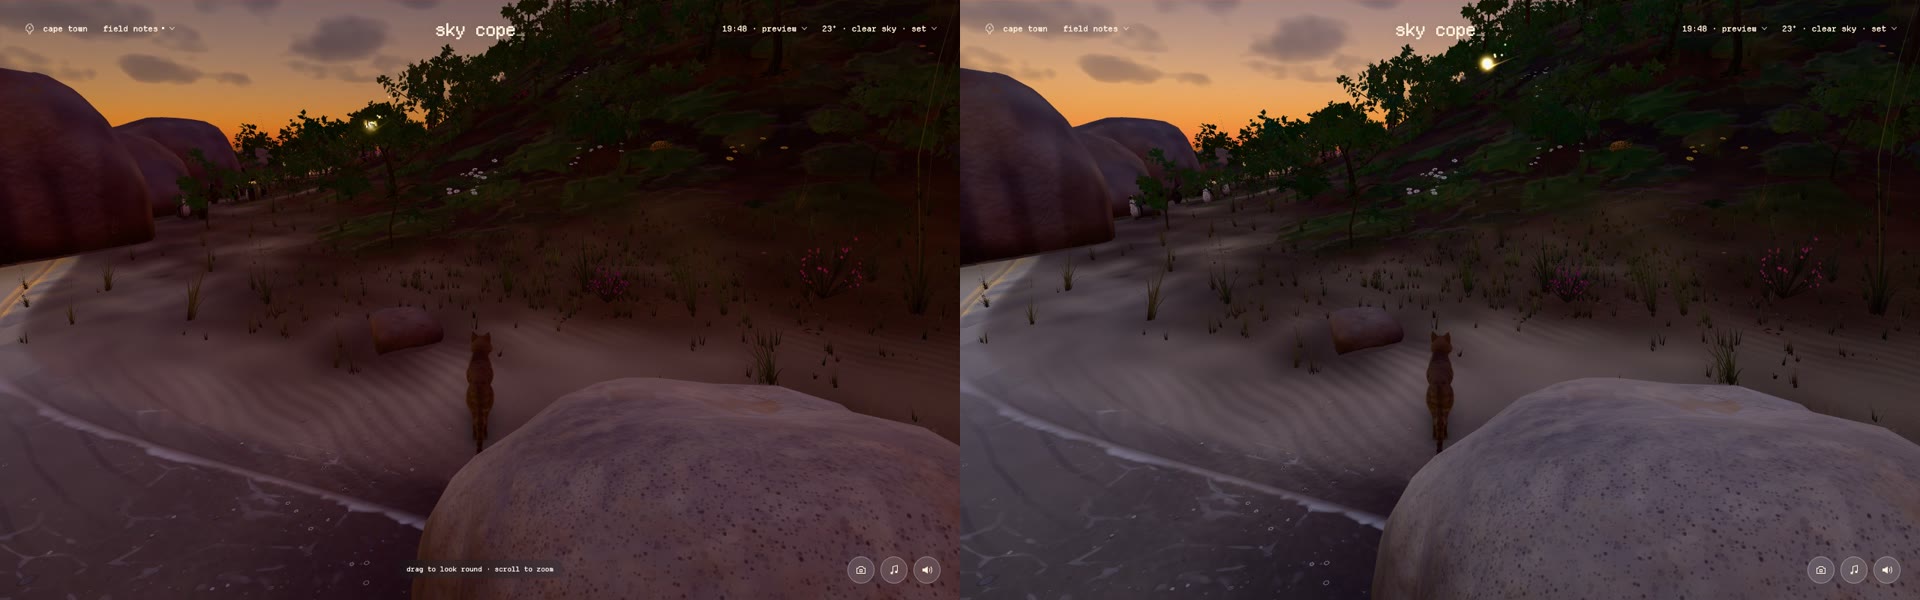 cape town field notes •
sky cope
19:48 · preview
23° · clear sky · set
drag to look round · scroll to zoom
cape town field notes
sky cope
19:48 · preview
23° · clear sky · set